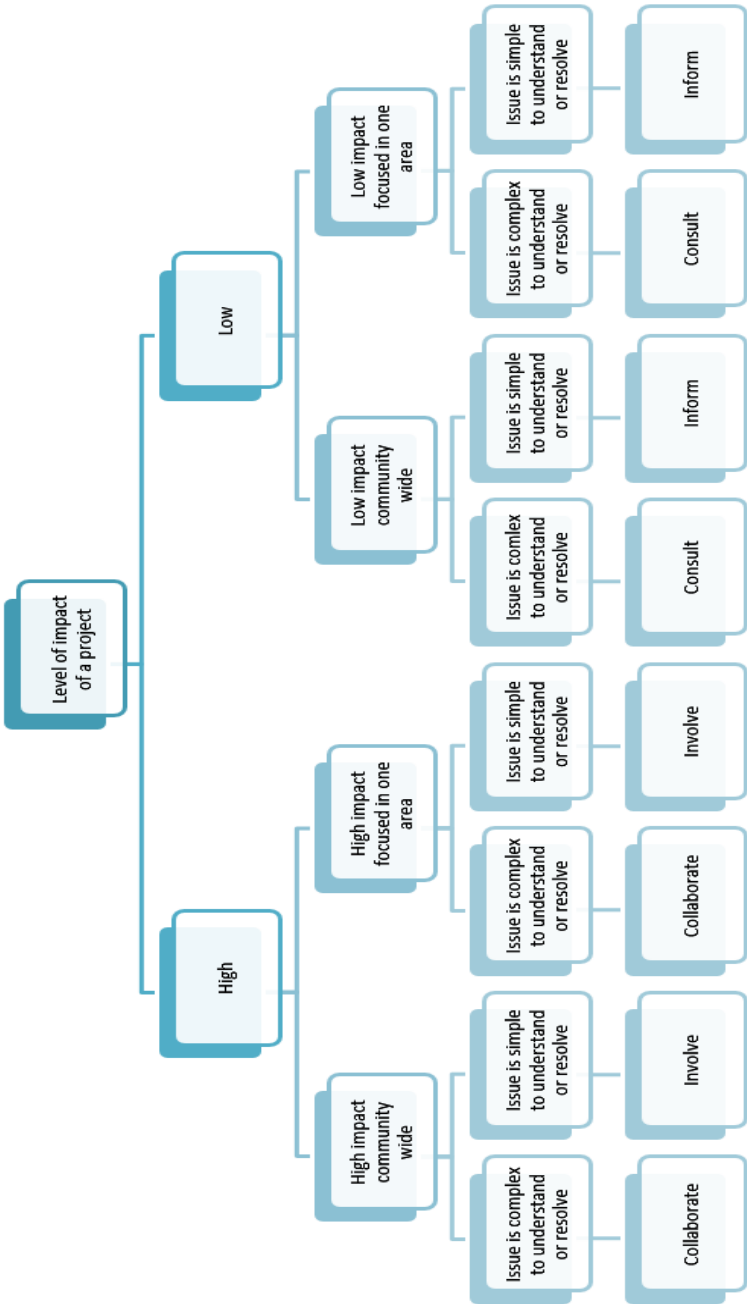 Level of impact
of a project
High
Low
High impact
community
wide
High impact
focused in one
area
Low impact
community
wide
Low impact
focused in one
area
Issue is complex
to understand
or resolve
Issue is simple
to understand
or resolve
Issue is complex
to understand
or resolve
Issue is simple
to understand
or resolve
Issue is comlex
to understand
or resolve
Issue is simple
to understand
or resolve
Issue is complex
to understand
or resolve
Issue is simple
to understand
or resolve
Collaborate
Involve
Collaborate
Involve
Consult
Inform
Consult
Inform